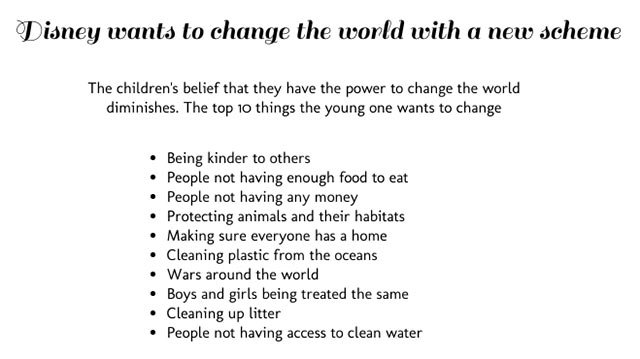 Disney wants to change the world with a new scheme
The children's belief that they have the power to change the world
diminishes. The top 10 things the young one wants to change
• Being kinder to others
• People not having enough food to eat
• People not having any money
• Protecting animals and their habitats
• Making sure everyone has a home
• Cleaning plastic from the oceans
• Wars around the world
• Boys and girls being treated the same
• Cleaning up litter
• People not having access to clean water